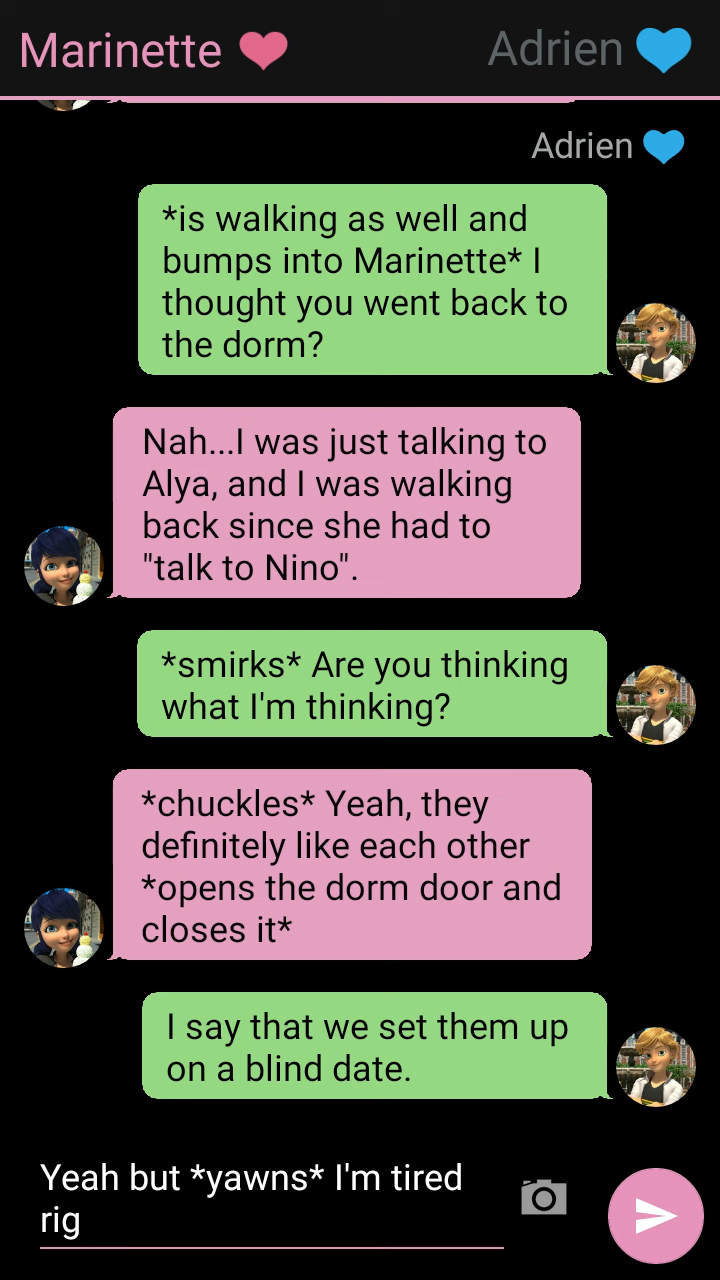 Marinette
Adrien
Adrien
*is walking as well and
bumps into Marinette* I
thought you went back to
the dorm?
Nah...I was just talking to
Alya, and I was walking
back since she had to
"talk to Nino".
*smirks* Are you thinking
what I'm thinking?
*chuckles* Yeah, they
definitely like each other
*opens the dorm door and
closes it*
I say that we set them up
on a blind date.
Yeah but *yawns* I'm tired
rig